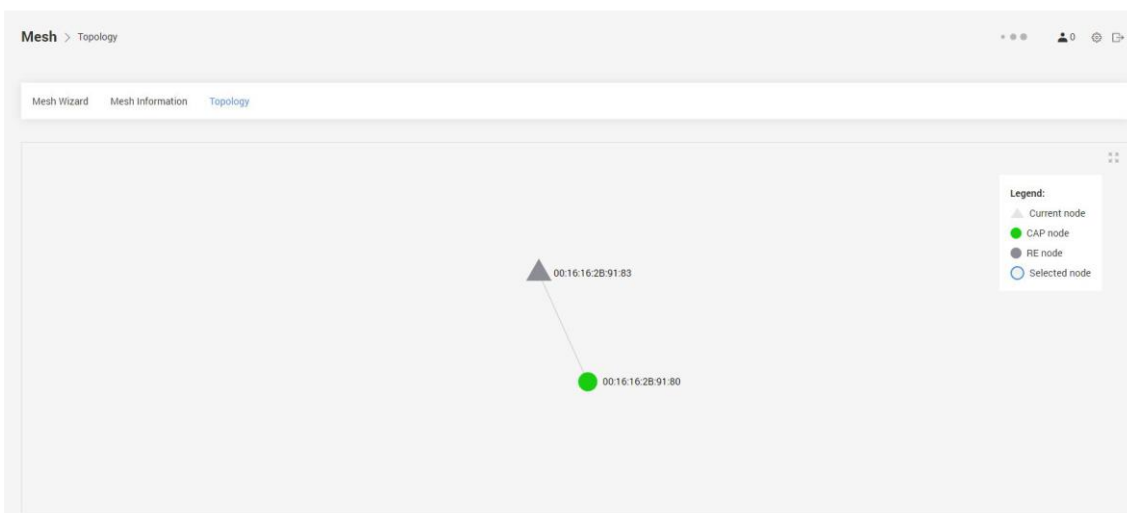 Mesh > Topology
0
Mesh Wizard Mesh Information Topology
Legend:
Current node
CAP node
RE node
Selected node
00:16:16:2B:91:83
00:16:16:2B:91:80